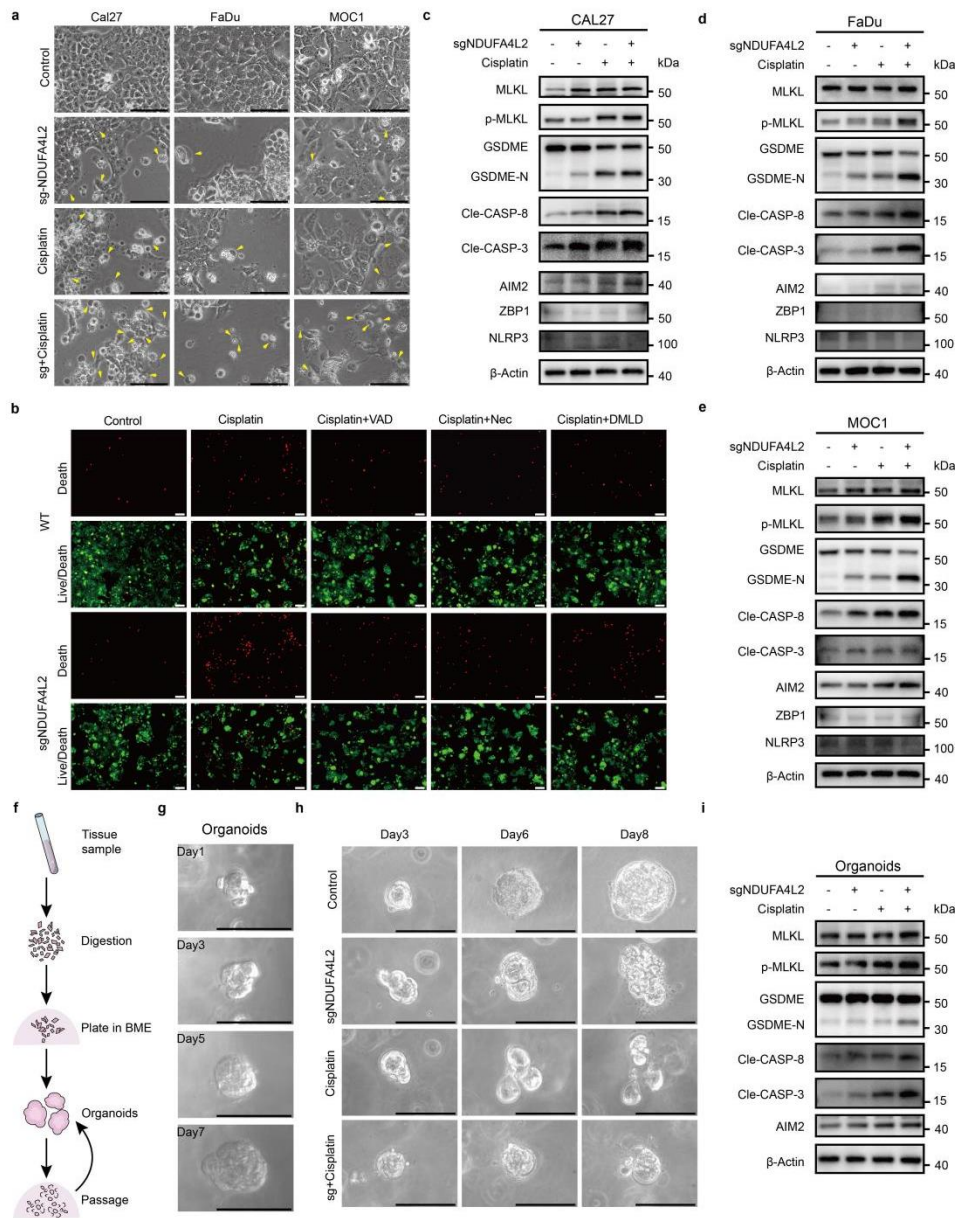 a
Cal27 FaDu MOC1
Control
sg-NDUFA4L2
Cisplatin
sg+Cisplatin
b
Control Cisplatin Cisplatin+VAD Cisplatin+Nec Cisplatin+DMLD
WT
Death
Live/Death
sgNDUFA4L2
Death
Live/Death
c
CAL27
sgNDUFA4L2 - + - +
Cisplatin - - + + kDa
MLKL 50
p-MLKL 50
GSDME 50
GSDME-N 30
Cle-CASP-8 15
Cle-CASP-3 15
AIM2 40
ZBP1 50
NLRP3 100
β-Actin 40
d
FaDu
sgNDUFA4L2 - + - +
Cisplatin - - + + kDa
MLKL 50
p-MLKL 50
GSDME 50
GSDME-N 30
Cle-CASP-8 15
Cle-CASP-3 15
AIM2 40
ZBP1 50
NLRP3 100
β-Actin 40
e
MOC1
sgNDUFA4L2 - + - +
Cisplatin - - + + kDa
MLKL 50
p-MLKL 50
GSDME 50
GSDME-N 30
Cle-CASP-8 15
Cle-CASP-3 15
AIM2 40
ZBP1 50
NLRP3 100
β-Actin 40
f
Tissue
sample
Digestion
Plate in BME
Organoids
Passage
g
Organoids
Day1
Day3
Day5
Day7
h
Day3 Day6 Day8
Control
sgNDUFA4L2
Cisplatin
sg+Cisplatin
i
Organoids
sgNDUFA4L2 - + - +
Cisplatin - - + + kDa
MLKL 50
p-MLKL 50
GSDME 50
GSDME-N 30
Cle-CASP-8 15
Cle-CASP-3 15
AIM2 40
β-Actin 40